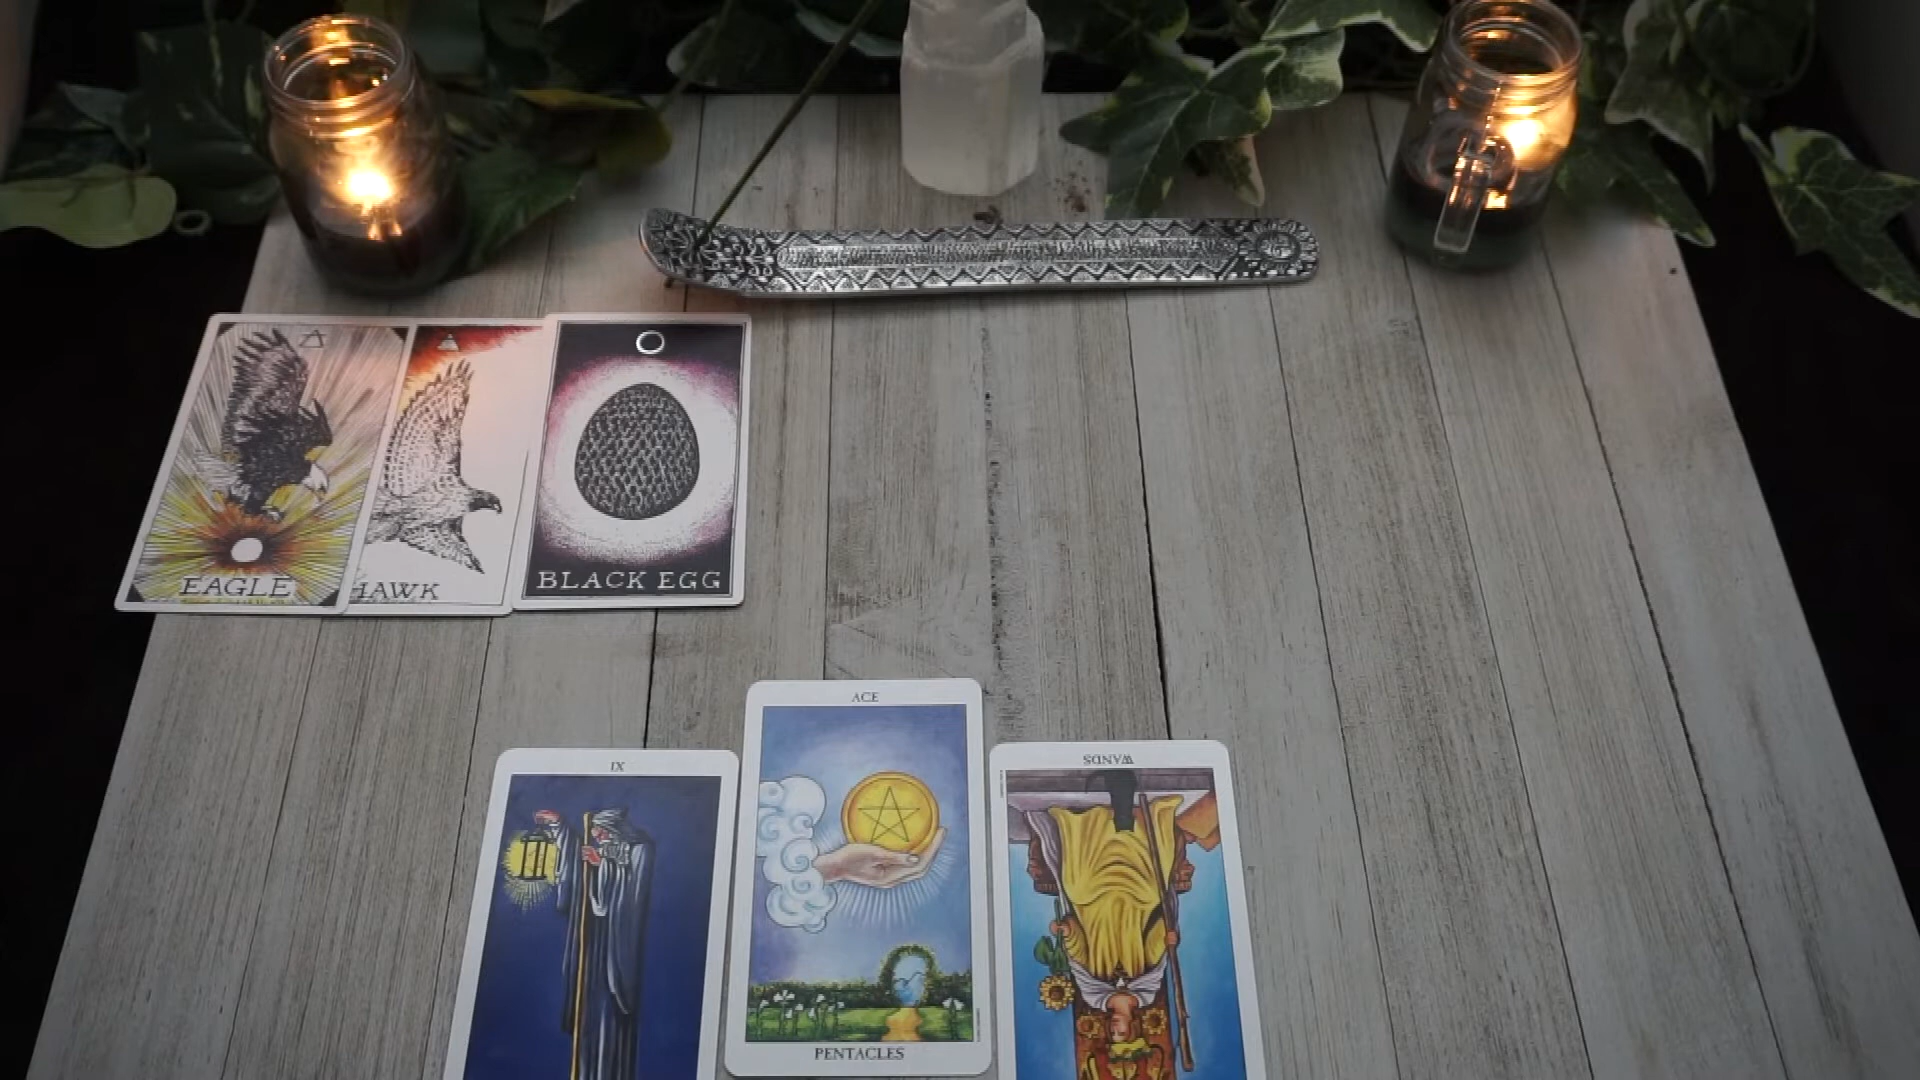 EAGLE
HAWK
BLACK EGG
IX
ACE
PENTACLES
WANDS